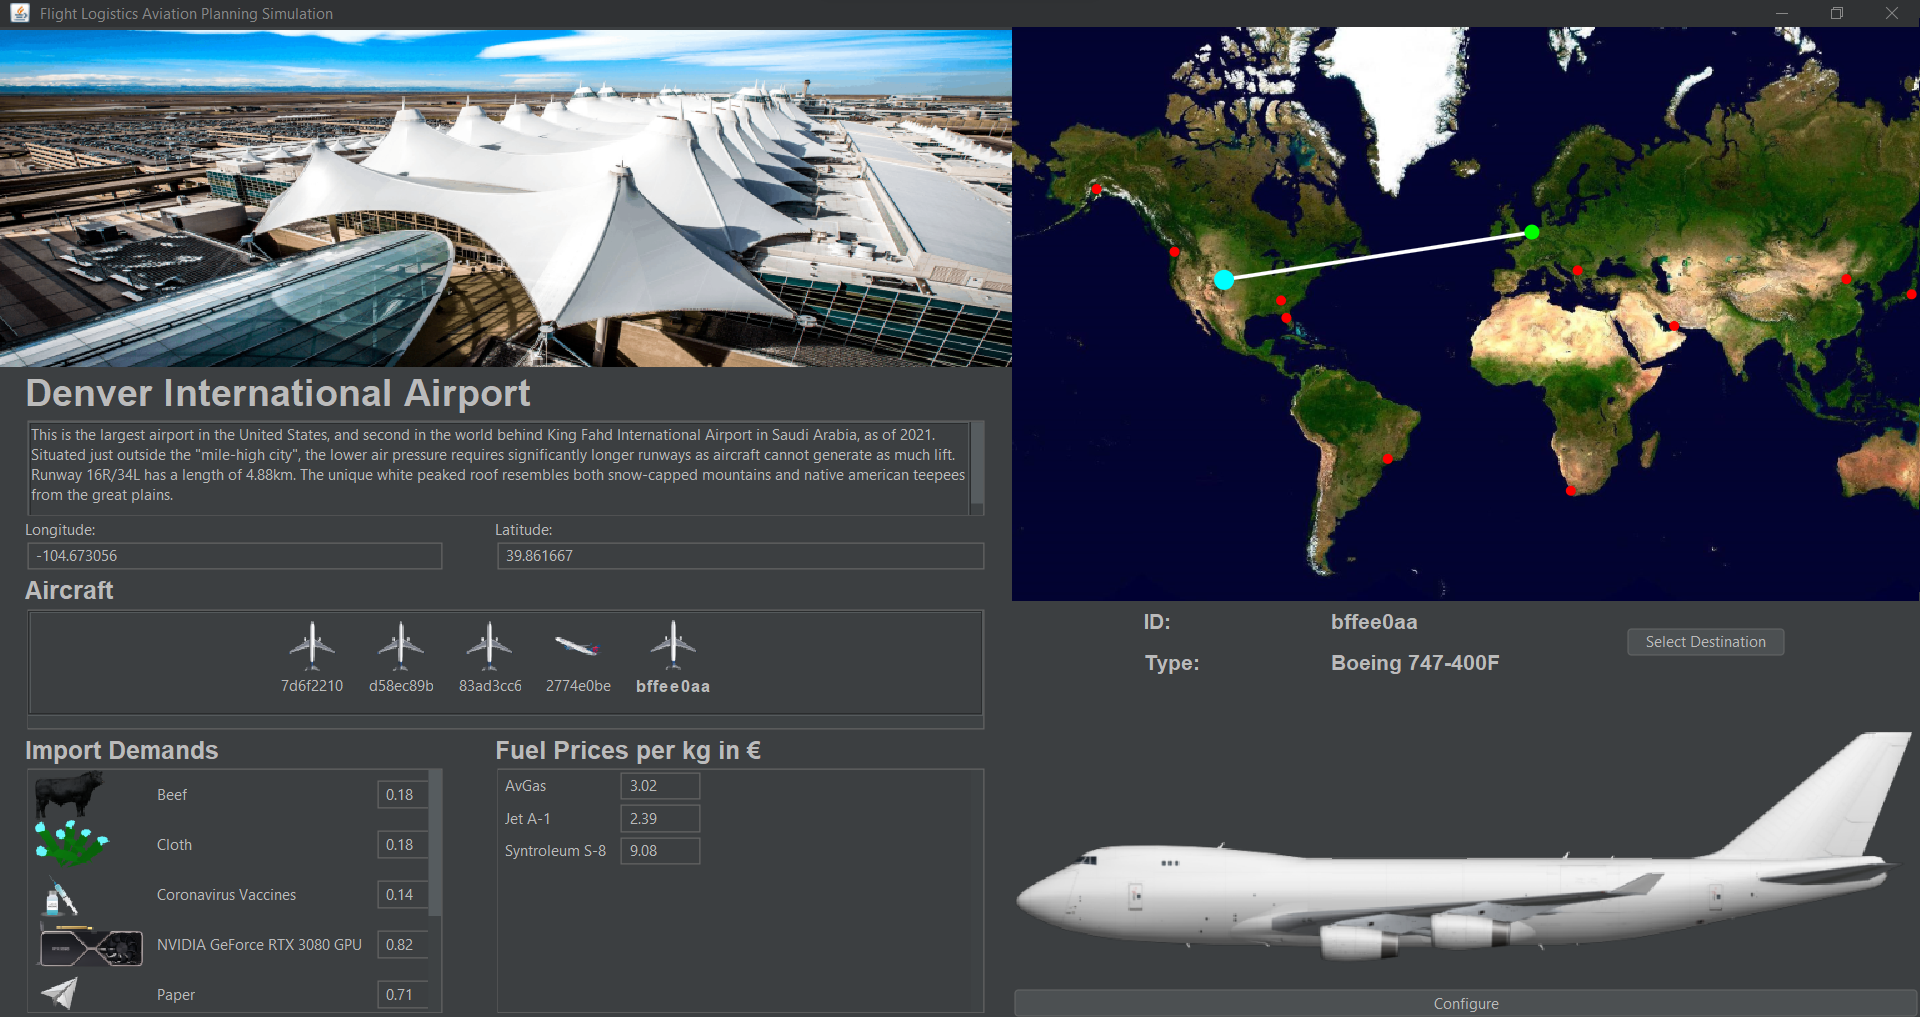 Flight Logistics Aviation Planning Simulation
Denver International Airport
This is the largest airport in the United States, and second in the world behind King Fahd International Airport in Saudi Arabia, as of 2021.
Situated just outside the "mile-high city", the lower air pressure requires significantly longer runways as aircraft cannot generate as much lift.
Runway 16R/34L has a length of 4.88km. The unique white peaked roof resembles both snow-capped mountains and native american teepees
from the great plains.
Longitude:
-104.673056
Latitude:
39.861667
Aircraft
7d6f2210
d58ec89b
83ad3cc6
2774e0be
bffee0aa
Import Demands
Beef 0.18
Cloth 0.18
Coronavirus Vaccines 0.14
NVIDIA GeForce RTX 3080 GPU 0.82
Paper 0.71
Fuel Prices per kg in €
AvGas 3.02
Jet A-1 2.39
Syntroleum S-8 9.08
ID: bffee0aa
Type: Boeing 747-400F
Select Destination
Configure